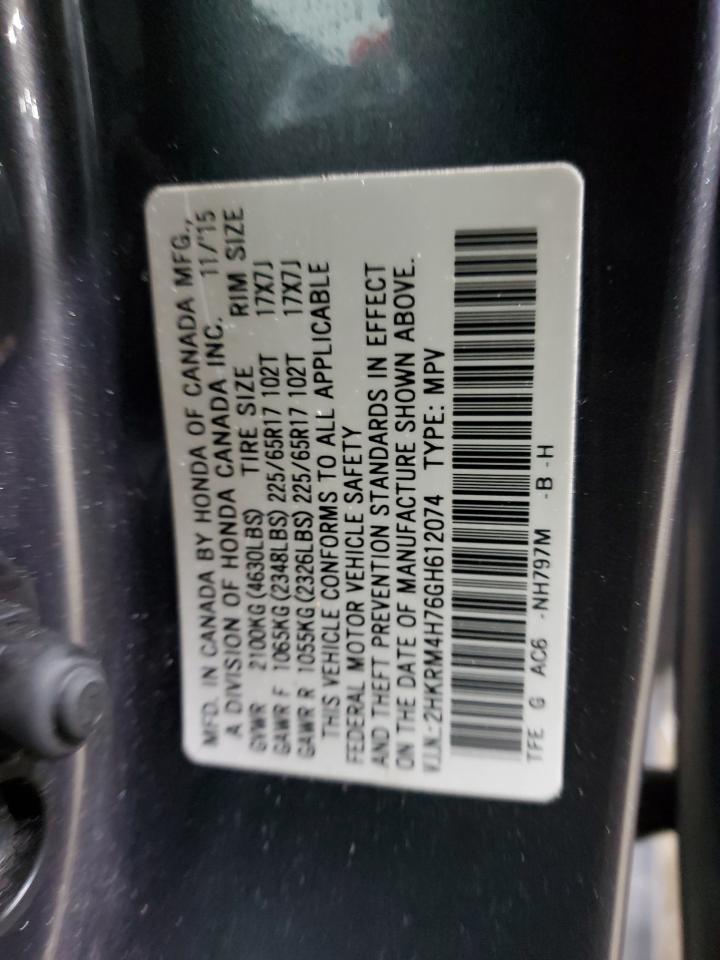 MFD. IN CANADA BY HONDA OF CANADA MFG.,
A DIVISION OF HONDA CANADA INC. 11/'15
GVWR 2100KG (4630LBS) TIRE SIZE RIM SIZE
GAWR F 1065KG (2348LBS) 225/65R17 102T 17X7J
GAWR R 1055KG (2326LBS) 225/65R17 102T 17X7J
THIS VEHICLE CONFORMS TO ALL APPLICABLE
FEDERAL MOTOR VEHICLE SAFETY
AND THEFT PREVENTION STANDARDS IN EFFECT
ON THE DATE OF MANUFACTURE SHOWN ABOVE.
V.I.N.:2HKRM4H76GH612074 TYPE: MPV
TFE G AC6 -NH797M -B -H